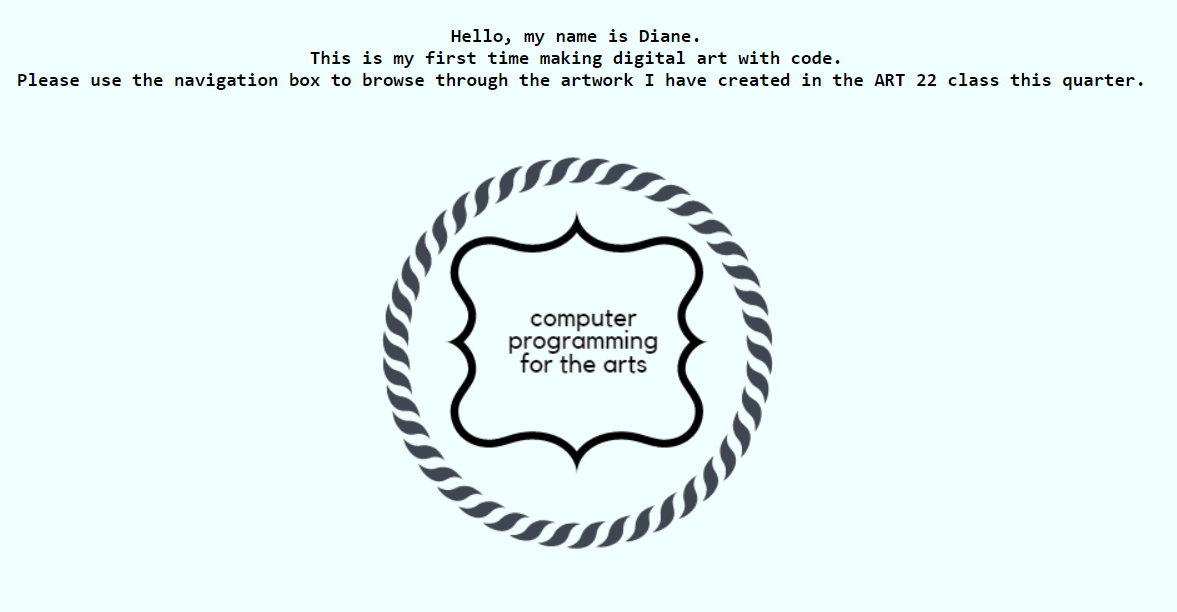 Hello, my name is Diane.
This is my first time making digital art with code.
Please use the navigation box to browse through the artwork I have created in the ART 22 class this quarter.
computer
programming
for the arts